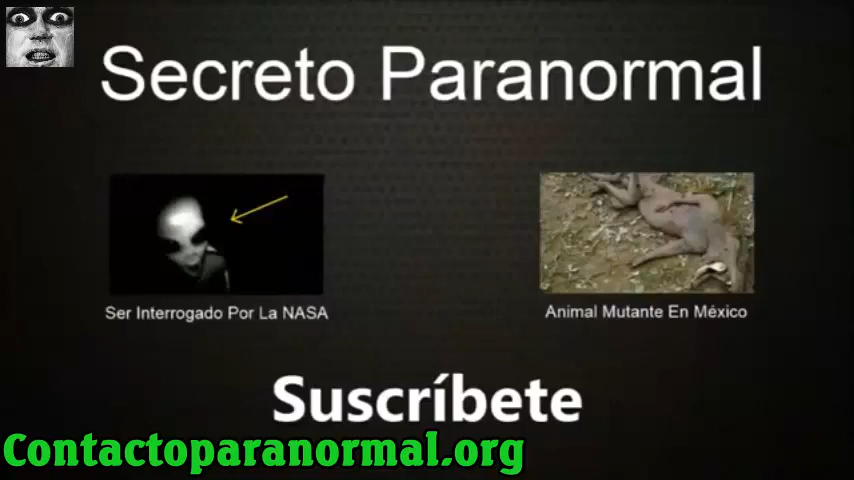 Secreto Paranormal
Ser Interrogado Por La NASA
Animal Mutante En México
Suscríbete
Contactoparanormal.org